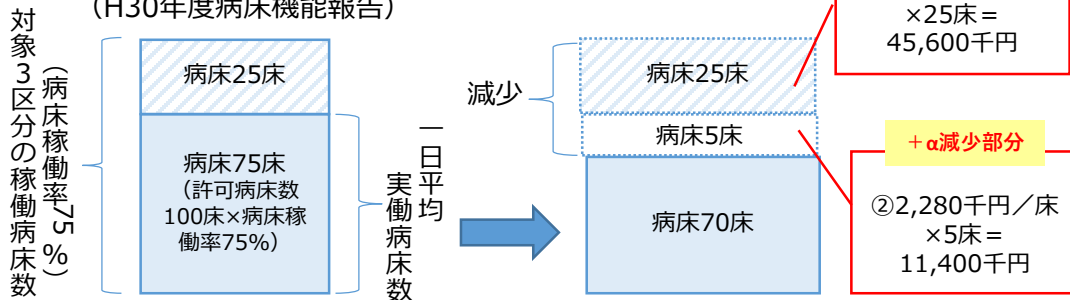 (H30年度病床機能報告)
対象3区分の稼働病床数
(病床稼働率75%)
病床25床
病床75床
(許可病床数
100床×病床稼
働率75%)
一日平均
実働病床数
減少
病床25床
病床5床
病床70床
×25床=
45,600千円
+α減少部分
②2,280千円/床
×5床=
11,400千円